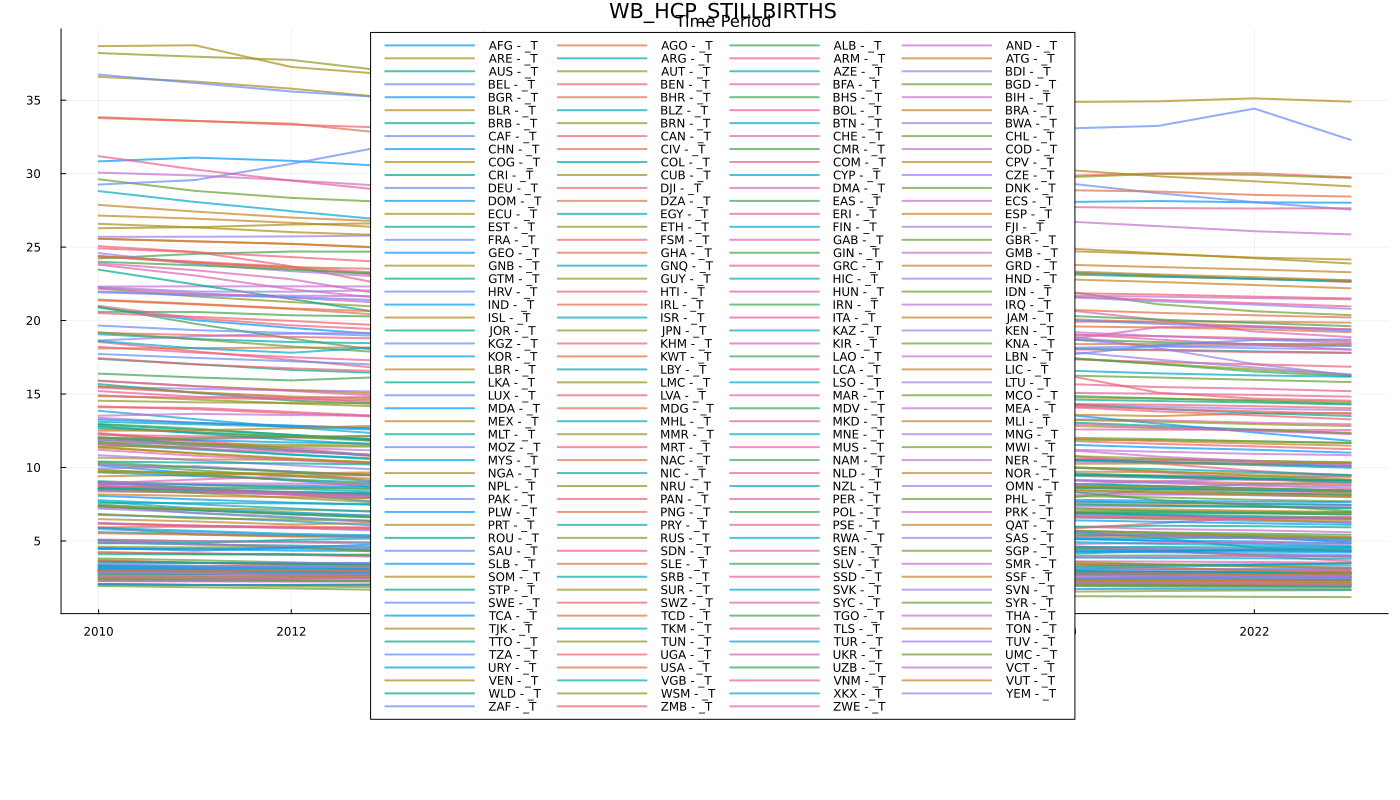 WB_HCP_STILLBIRTHS
Time Period
AFG - _T AGO - _T ALB - _T AND - _T
ARE - _T ARG - _T ARM - _T ATG - _T
AUS - _T AUT - _T AZE - _T BDI - _T
BEL - _T BEN - _T BFA - _T BGD - _T
BGR - _T BHR - _T BHS - _T BIH - _T
BLR - _T BLZ - _T BOL - _T BRA - _T
BRB - _T BRN - _T BTN - _T BWA - _T
CAF - _T CAN - _T CHE - _T CHL - _T
CHN - _T CIV - _T CMR - _T COD - _T
COG - _T COL - _T COM - _T CPV - _T
CRI - _T CUB - _T CYP - _T CZE - _T
DEU - _T DJI - _T DMA - _T DNK - _T
DOM - _T DZA - _T EAS - _T ECS - _T
ECU - _T EGY - _T ERI - _T ESP - _T
EST - _T ETH - _T FIN - _T FJI - _T
FRA - _T FSM - _T GAB - _T GBR - _T
GEO - _T GHA - _T GIN - _T GMB - _T
GNB - _T GNQ - _T GRC - _T GRD - _T
GTM - _T GUY - _T HIC - _T HND - _T
HRV - _T HTI - _T HUN - _T IDN - _T
IND - _T IRL - _T IRN - _T IRQ - _T
ISL - _T ISR - _T ITA - _T JAM - _T
JOR - _T JPN - _T KAZ - _T KEN - _T
KGZ - _T KHM - _T KIR - _T KNA - _T
KOR - _T KWT - _T LAO - _T LBN - _T
LBR - _T LBY - _T LCA - _T LIC - _T
LKA - _T LMC - _T LSO - _T LTU - _T
LUX - _T LVA - _T MAR - _T MCO - _T
MDA - _T MDG - _T MDV - _T MEA - _T
MEX - _T MHL - _T MKD - _T MLI - _T
MLT - _T MMR - _T MNE - _T MNG - _T
MOZ - _T MRT - _T MUS - _T MWI - _T
MYS - _T NAC - _T NAM - _T NER - _T
NGA - _T NIC - _T NLD - _T NOR - _T
NPL - _T NRU - _T NZL - _T OMN - _T
PAK - _T PAN - _T PER - _T PHL - _T
PLW - _T PNG - _T POL - _T PRK - _T
PRT - _T PRY - _T PSE - _T QAT - _T
ROU - _T RUS - _T RWA - _T SAS - _T
SAU - _T SDN - _T SEN - _T SGP - _T
SLB - _T SLE - _T SLV - _T SMR - _T
SOM - _T SRB - _T SSD - _T SSF - _T
STP - _T SUR - _T SVK - _T SVN - _T
SWE - _T SWZ - _T SYC - _T SYR - _T
TCA - _T TCD - _T TGO - _T THA - _T
TJK - _T TKM - _T TLS - _T TON - _T
TTO - _T TUN - _T TUR - _T TUV - _T
TZA - _T UGA - _T UKR - _T UMC - _T
URY - _T USA - _T UZB - _T VCT - _T
VEN - _T VGB - _T VNM - _T VUT - _T
WLD - _T WSM - _T XKX - _T YEM - _T
ZAF - _T ZMB - _T ZWE - _T
35
30
25
20
15
10
5
2010 2012 2022